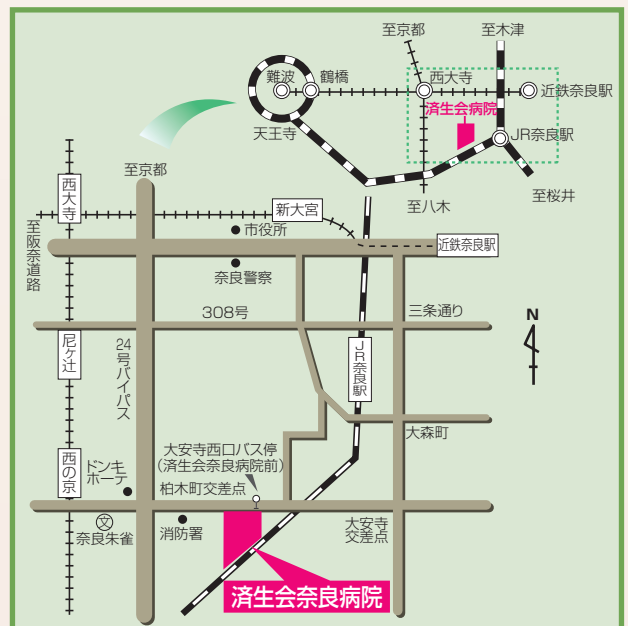 至京都
至木津
難波
鶴橋
西大寺
近鉄奈良駅
済生会病院
天王寺
JR奈良駅
至京都
至桜井
至八木
西大寺
新大宮
市役所
至阪奈道路
近鉄奈良駅
奈良警察
308号
三条通り
N
24号バイパス
尼ヶ辻
JR奈良駅
大森町
大安寺西口バス停
(済生会奈良病院前)
西の京
ドンキ
ホーテ
柏木町交差点
文
奈良朱雀
消防署
大安寺
交差点
済生会奈良病院